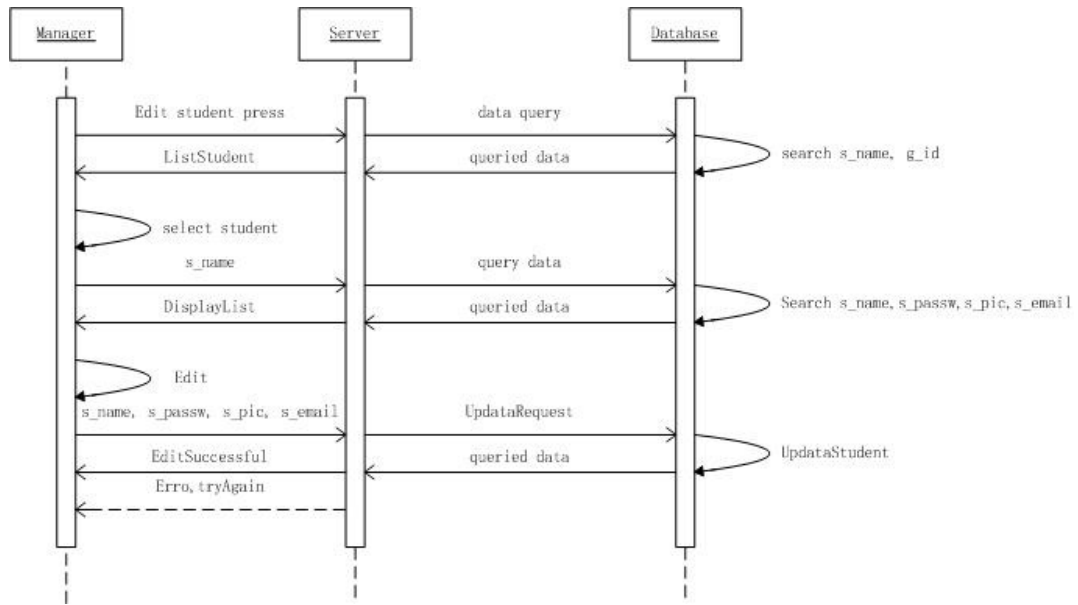 Manager
Server
Database
Edit student press
data query
search s_name, g_id
ListStudent
queried data
select student
s_name
query data
Search s_name, s_passw, s_pic, s_email
DisplayList
queried data
Edit
s_name, s_passw, s_pic, s_email
UpdataRequest
UpdataStudent
EditSuccessful
queried data
Erro, tryAgain